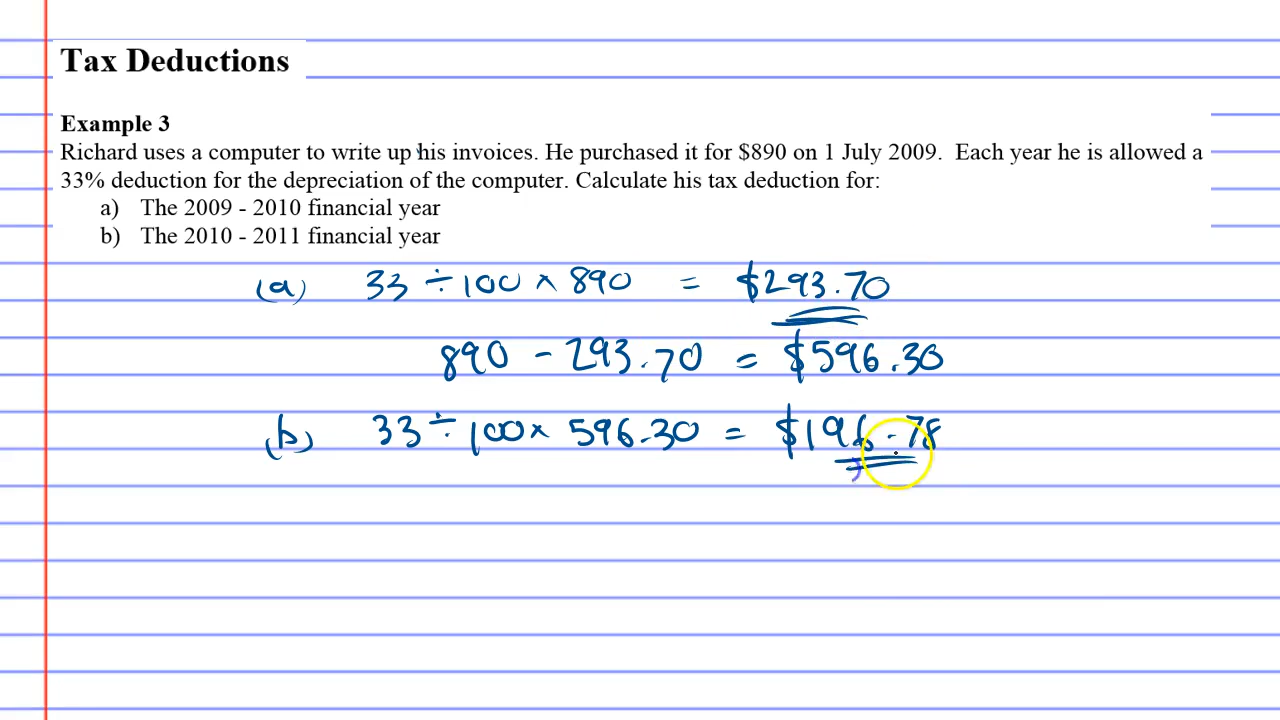 Tax Deductions
Example 3
Richard uses a computer to write up his invoices. He purchased it for $890 on 1 July 2009. Each year he is allowed a
33% deduction for the depreciation of the computer. Calculate his tax deduction for:
a) The 2009 - 2010 financial year
b) The 2010 - 2011 financial year
(a) 33 ÷ 100 × 890 = $293.70
890 - 293.70 = $596.30
(b) 33 ÷ 100 × 596.30 = $196.78